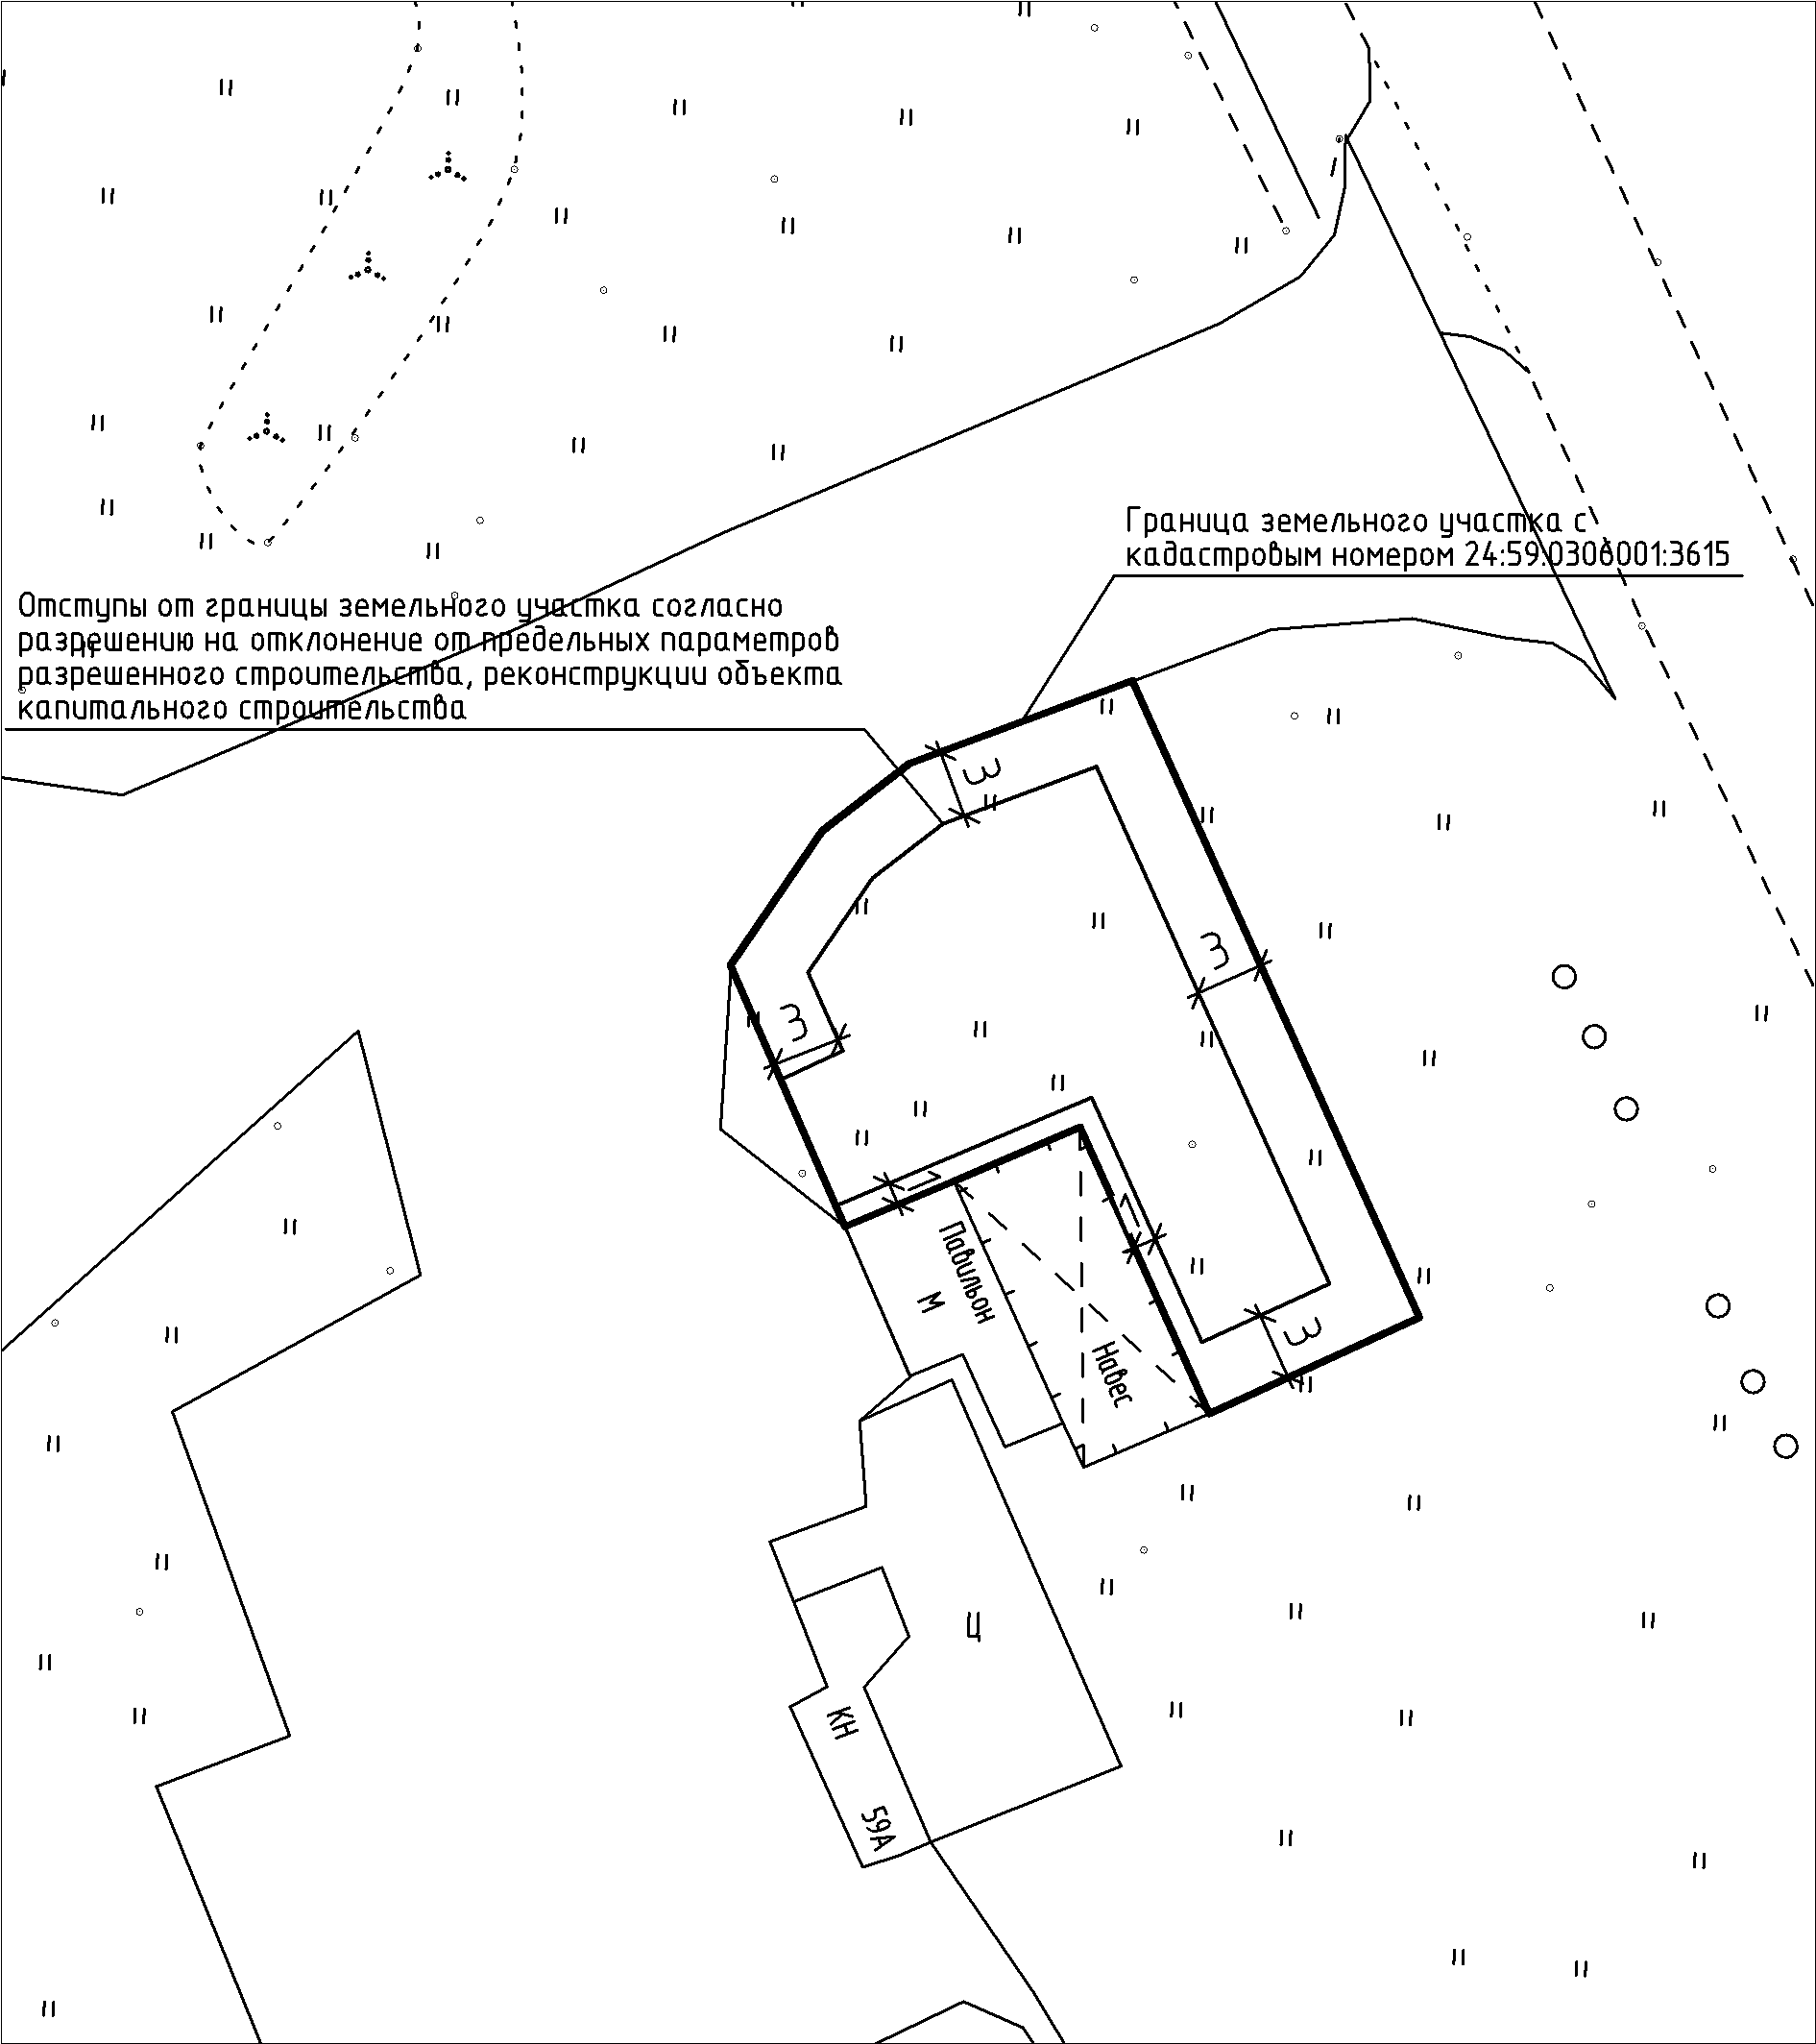 Граница земельного участка с
кадастровым номером 24:59:0306001:3615
Отступы от границы земельного участка согласно
разрешению на отклонение от предельных параметров
разрешенного строительства, реконструкции объекта
капитального строительства
3
3
3
1
1
Павильон
М
3
Навес
Ц
КН
59А